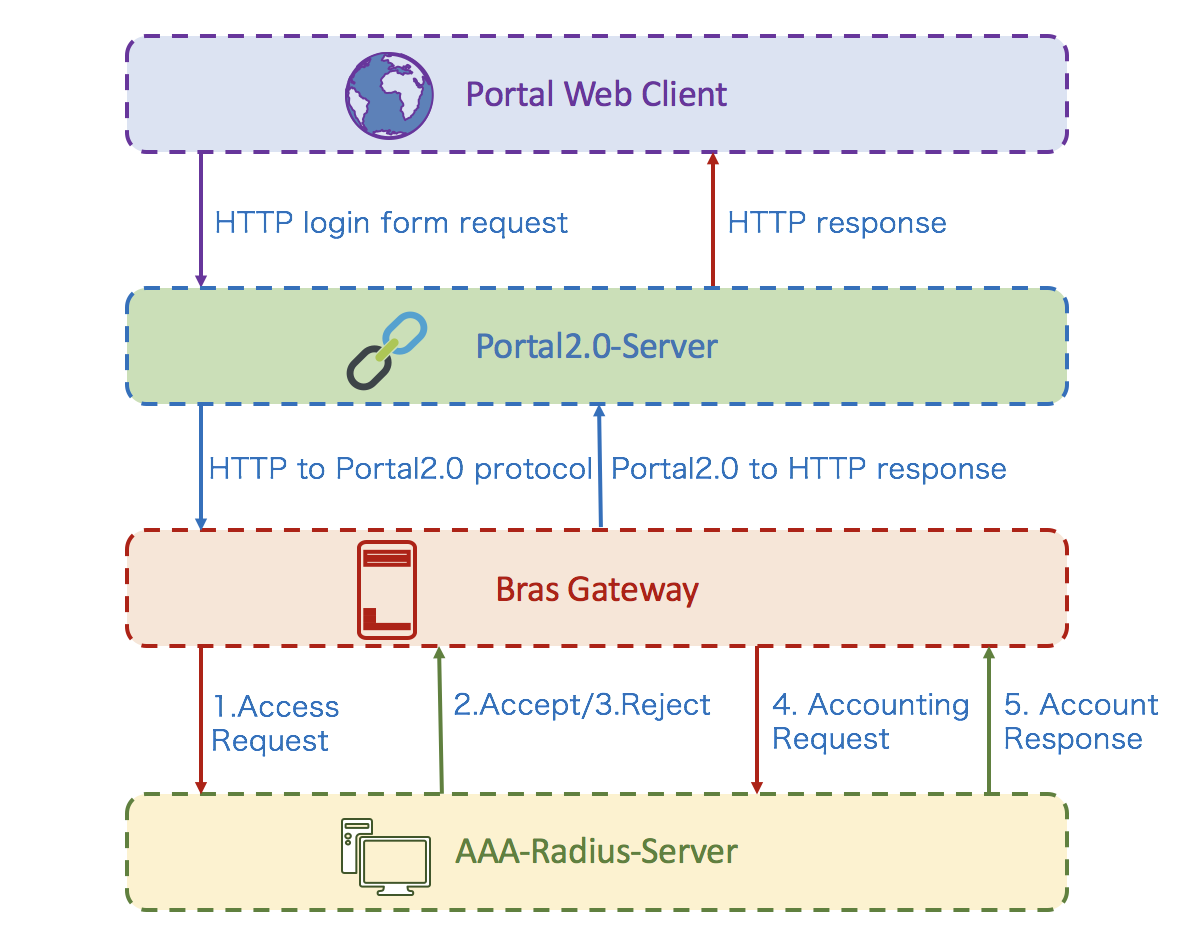 Portal Web Client
HTTP login form request
HTTP response
Portal2.0-Server
HTTP to Portal2.0 protocol
Portal2.0 to HTTP response
Bras Gateway
1.Access
Request
2.Accept/3.Reject
4. Accounting
Request
5. Account
Response
AAA-Radius-Server